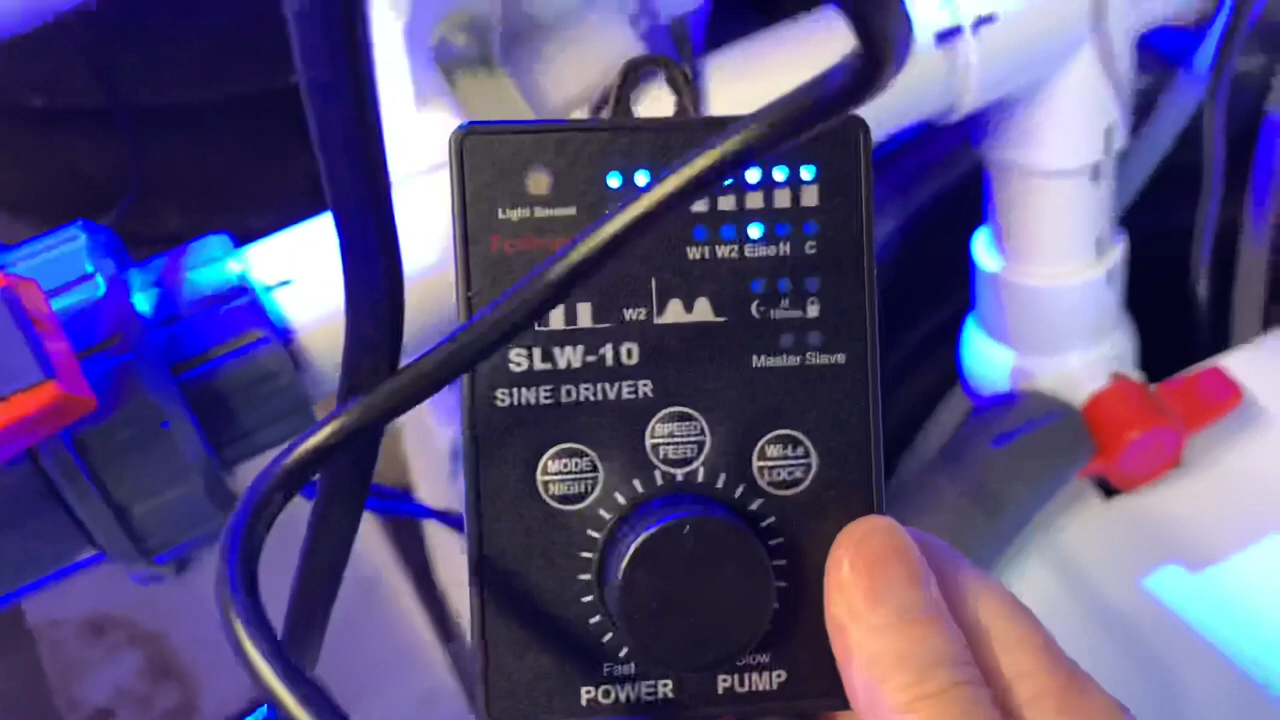 Light Sensor
W1 W2 Else H C
W2
10min
SLW-10
Master Slave
SINE DRIVER
SPEED
FEED
MODE
NIGHT
Wi-Le
LOCK
Fast Slow
POWER PUMP